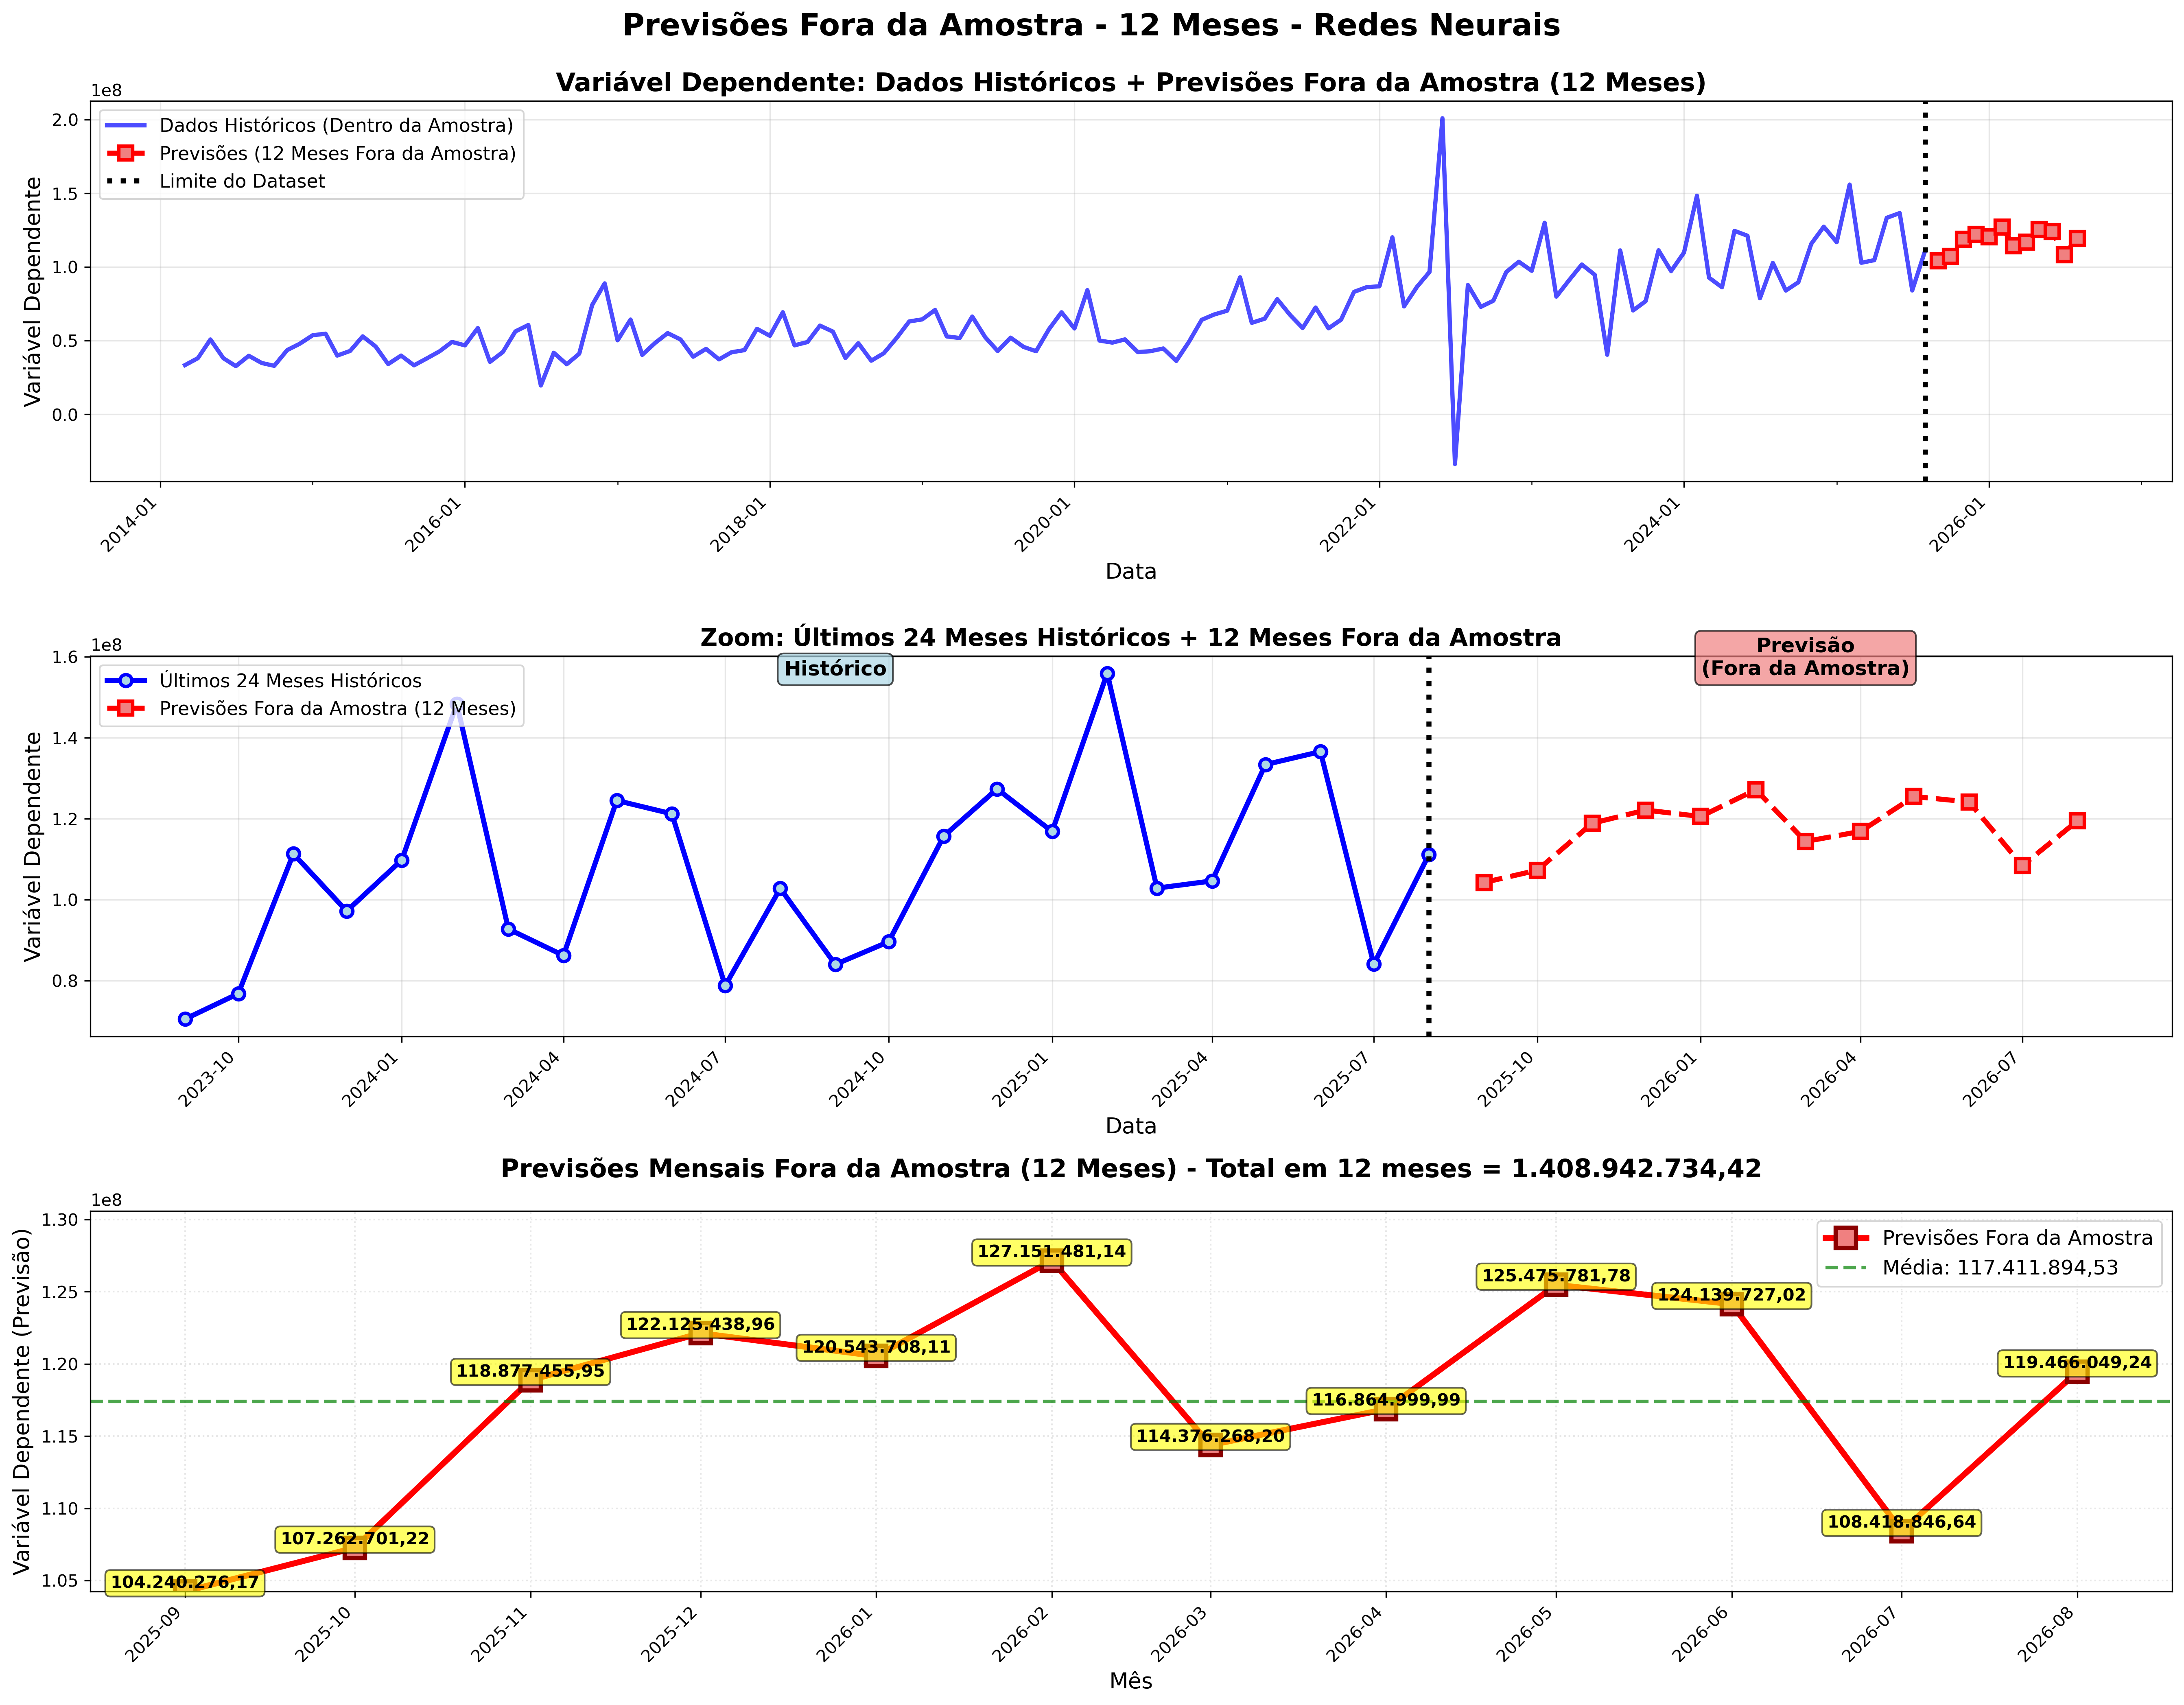 Previsões Fora da Amostra - 12 Meses - Redes Neurais
Variável Dependente: Dados Históricos + Previsões Fora da Amostra (12 Meses)
1e8
Dados Históricos (Dentro da Amostra)
Previsões (12 Meses Fora da Amostra)
Limite do Dataset
Variável Dependente
2.0
1.5
1.0
0.5
0.0
2014-01
2016-01
2018-01
2020-01
2022-01
2024-01
2026-01
Data
Zoom: Últimos 24 Meses Históricos + 12 Meses Fora da Amostra
1e8
Últimos 24 Meses Históricos
Previsões Fora da Amostra (12 Meses)
Histórico
Previsão
(Fora da Amostra)
Variável Dependente
1.6
1.4
1.2
1.0
0.8
2023-10
2024-01
2024-04
2024-07
2024-10
2025-01
2025-04
2025-07
2025-10
2026-01
2026-04
2026-07
Data
Previsões Mensais Fora da Amostra (12 Meses) - Total em 12 meses = 1.408.942.734,42
1e8
Previsões Fora da Amostra
Média: 117.411.894,53
Variável Dependente (Previsão)
1.30
1.25
1.20
1.15
1.10
1.05
104.240.276,17
107.262.701,22
118.877.455,95
122.125.438,96
120.543.708,11
127.151.481,14
114.376.268,20
116.864.999,99
125.475.781,78
124.139.727,02
108.418.846,64
119.466.049,24
2025-09
2025-10
2025-11
2025-12
2026-01
2026-02
2026-03
2026-04
2026-05
2026-06
2026-07
2026-08
Mês